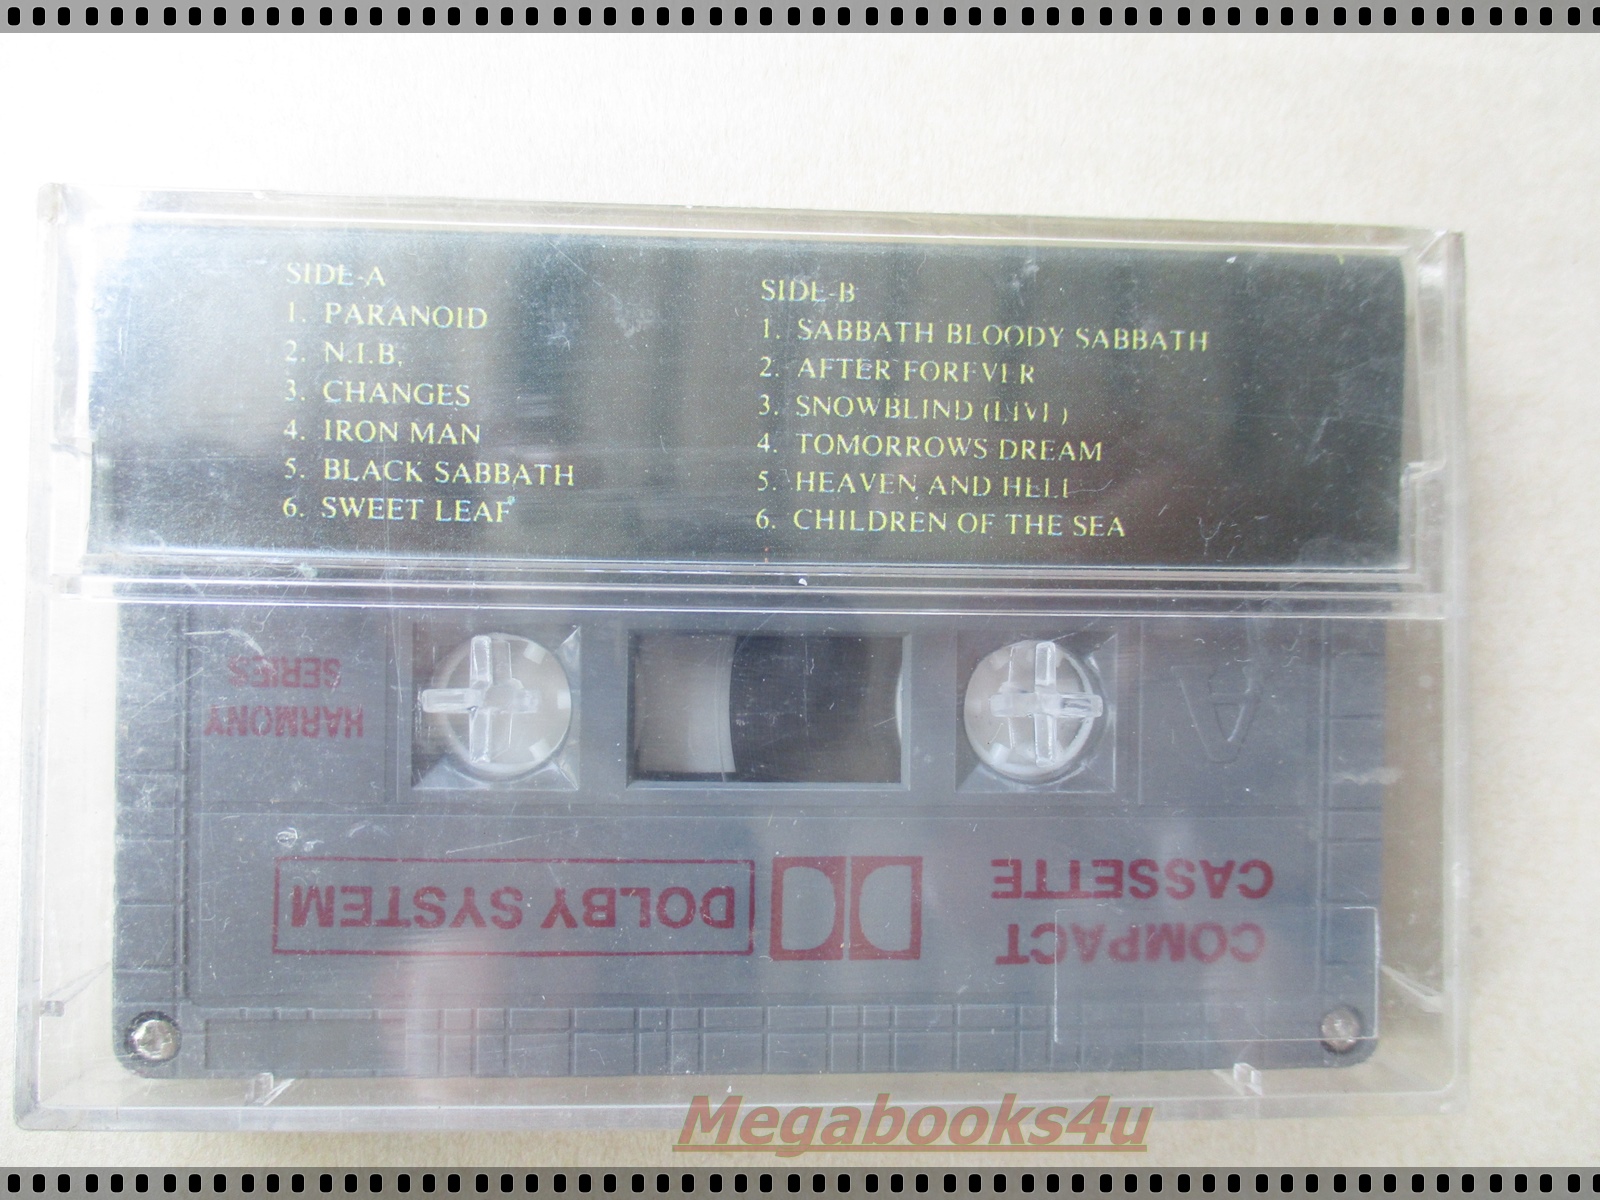 SIDE-A
1. PARANOID
2. N.I.B.
3. CHANGES
4. IRON MAN
5. BLACK SABBATH
6. SWEET LEAF
SIDE-B
1. SABBATH BLOODY SABBATH
2. AFTER FOREVER
3. SNOWBLIND (LIVE)
4. TOMORROWS DREAM
5. HEAVEN AND HELL
6. CHILDREN OF THE SEA
HARMONY
SERIES
A
COMPACT
CASSETTE
DOLBY SYSTEM
Megabooks4u